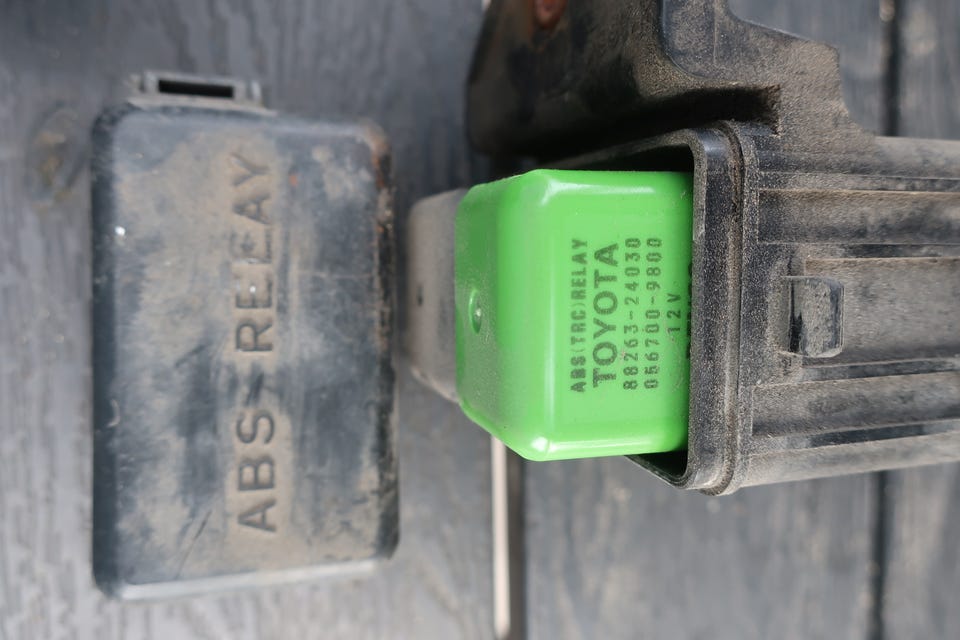 ABS-RELAY
ABS(TRC)RELAY
TOYOTA
88263-24030
056700-9800
12V